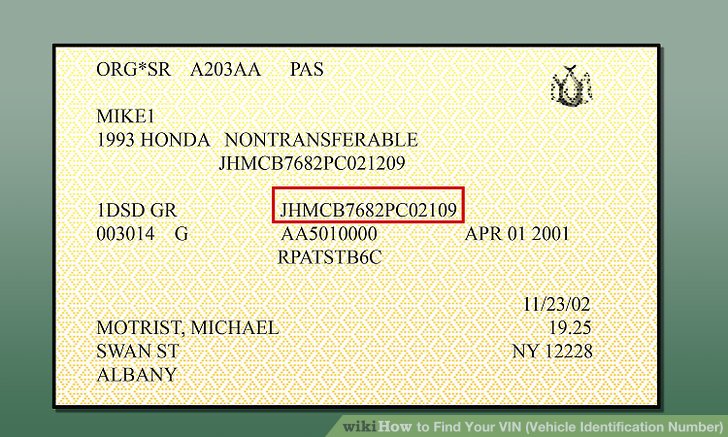 ORG*SR A203AA PAS
MIKE1
1993 HONDA NONTRANSFERABLE
JHMCB7682PC021209
1DSD GR JHMCB7682PC02109
003014 G AA5010000 APR 01 2001
RPATSTB6C
11/23/02
MOTRIST, MICHAEL 19.25
SWAN ST NY 12228
ALBANY
wikiHow to Find Your VIN (Vehicle Identification Number)